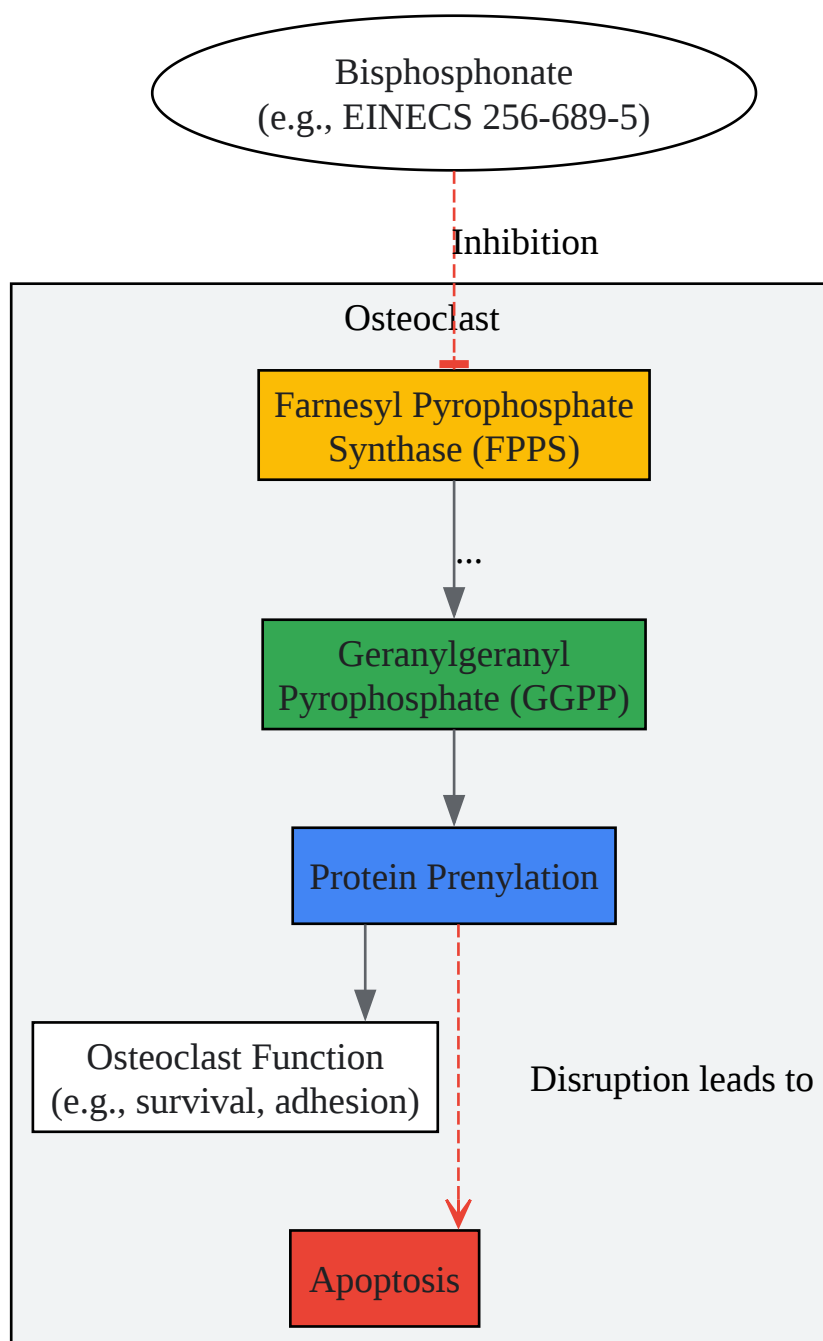 Bisphosphonate
(e.g., EINECS 256-689-5)
Inhibition
Osteoclast
Farnesyl Pyrophosphate
Synthase (FPPS)
...
Geranylgeranyl
Pyrophosphate (GGPP)
Protein Prenylation
Osteoclast Function
(e.g., survival, adhesion)
Disruption leads to
Apoptosis